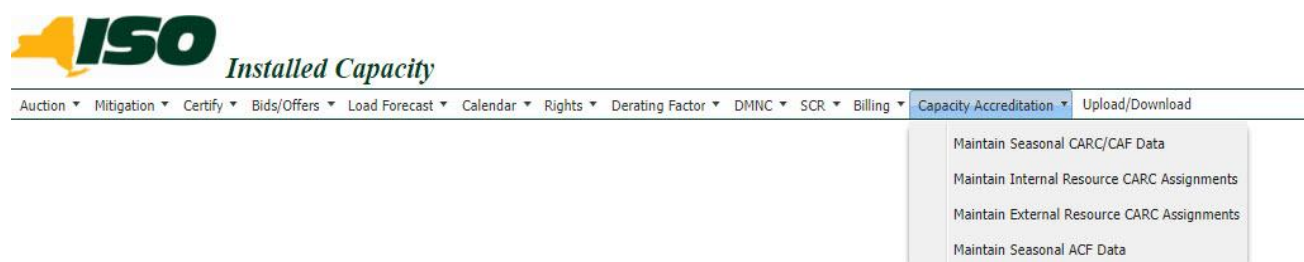 ISO
Installed Capacity
Auction Mitigation Certify Bids/Offers Load Forecast Calendar Rights Derating Factor DMNC SCR Billing Capacity Accreditation Upload/Download
Maintain Seasonal CARC/CAF Data
Maintain Internal Resource CARC Assignments
Maintain External Resource CARC Assignments
Maintain Seasonal ACF Data